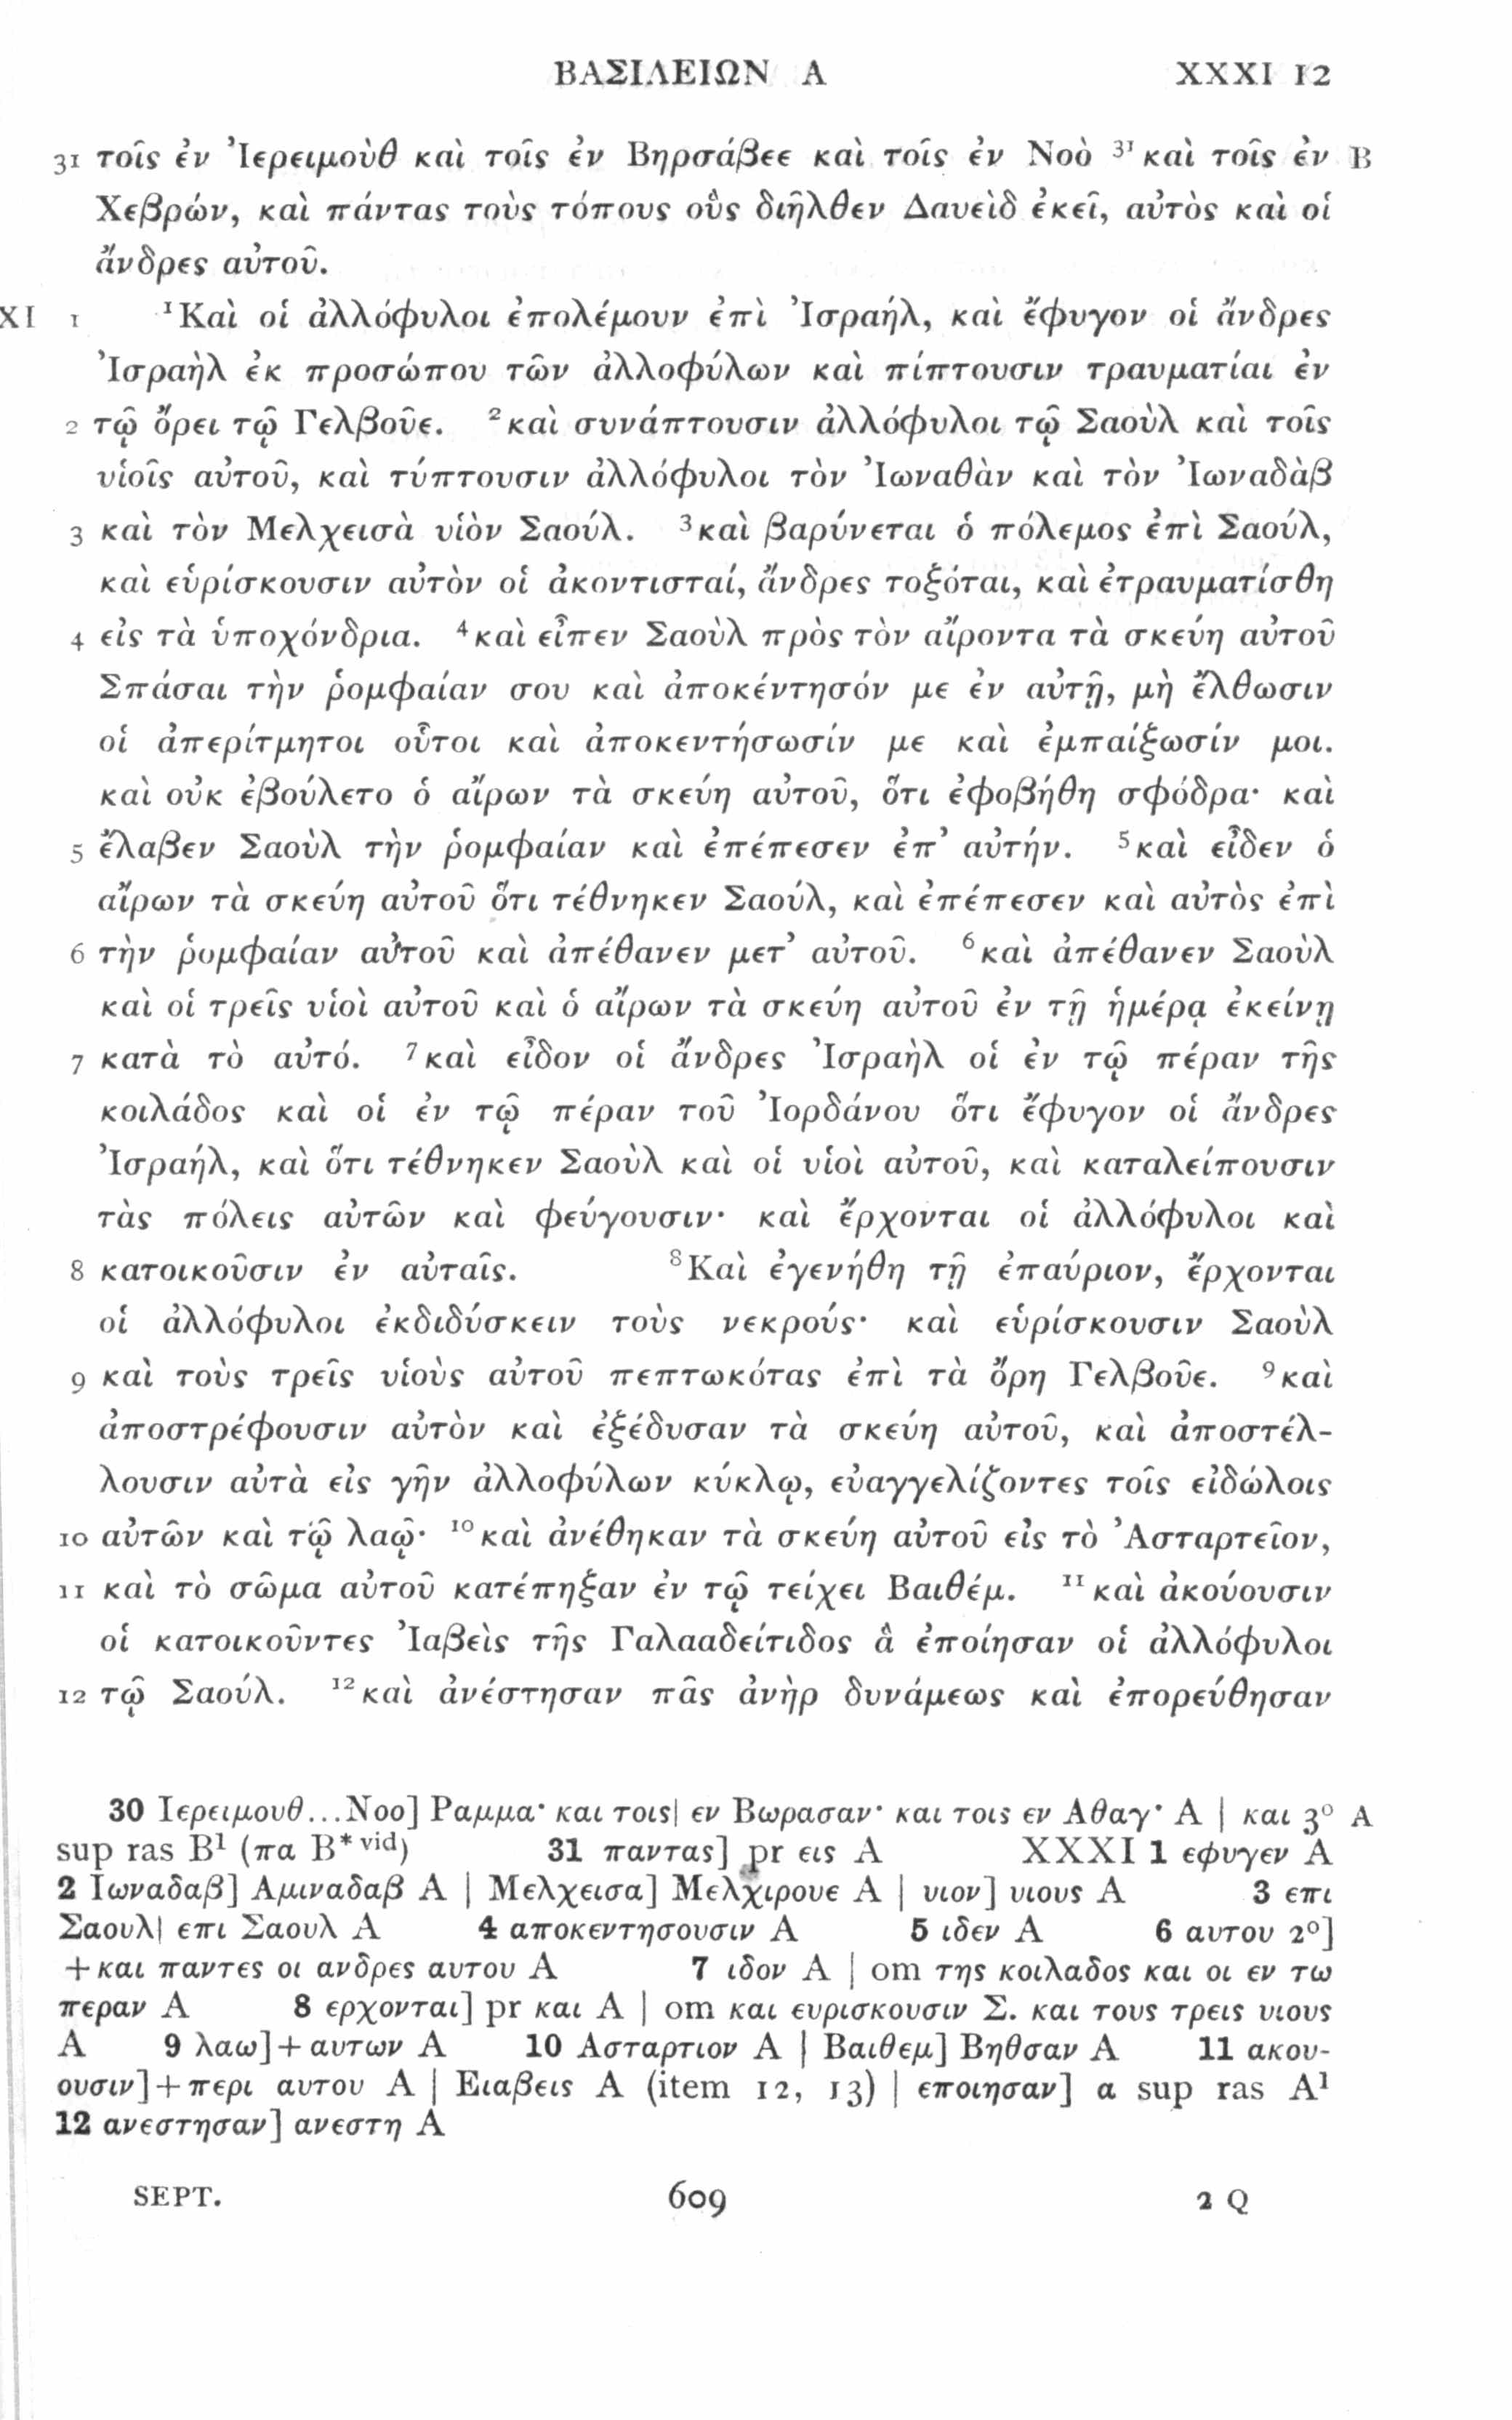 ΒΑΣΙΛΕΙΩΝ Α XXXI 12
31 τοῖς ἐν Ἰερειμοὺθ καὶ τοῖς ἐν Βηρσάβεε καὶ τοῖς ἐν Νοὸ ³¹καὶ τοῖς ἐν B
Χεβρών, καὶ πάντας τοὺς τόπους οὓς διῆλθεν Δαυεὶδ ἐκεῖ, αὐτὸς καὶ οἱ
ἄνδρες αὐτοῦ.
XI 1 ¹Καὶ οἱ ἀλλόφυλοι ἐπολέμουν ἐπὶ Ἰσραήλ, καὶ ἔφυγον οἱ ἄνδρες
Ἰσραὴλ ἐκ προσώπου τῶν ἀλλοφύλων καὶ πίπτουσιν τραυματίαι ἐν
2 τῷ ὄρει τῷ Γελβοῦε. ²καὶ συνάπτουσιν ἀλλόφυλοι τῷ Σαοὺλ καὶ τοῖς
υἱοῖς αὐτοῦ, καὶ τύπτουσιν ἀλλόφυλοι τὸν Ἰωναθὰν καὶ τὸν Ἰωναδὰβ
3 καὶ τὸν Μελχεισὰ υἱὸν Σαούλ. ³καὶ βαρύνεται ὁ πόλεμος ἐπὶ Σαούλ,
καὶ εὑρίσκουσιν αὐτὸν οἱ ἀκοντισταί, ἄνδρες τοξόται, καὶ ἐτραυματίσθη
4 εἰς τὰ ὑποχόνδρια. ⁴καὶ εἶπεν Σαοὺλ πρὸς τὸν αἴροντα τὰ σκεύη αὐτοῦ
Σπάσαι τὴν ῥομφαίαν σου καὶ ἀποκέντησόν με ἐν αὐτῇ, μὴ ἔλθωσιν
οἱ ἀπερίτμητοι οὗτοι καὶ ἀποκεντήσωσίν με καὶ ἐμπαίξωσίν μοι.
καὶ οὐκ ἐβούλετο ὁ αἴρων τὰ σκεύη αὐτοῦ, ὅτι ἐφοβήθη σφόδρα· καὶ
5 ἔλαβεν Σαοὺλ τὴν ῥομφαίαν καὶ ἐπέπεσεν ἐπ᾽ αὐτήν. ⁵καὶ εἶδεν ὁ
αἴρων τὰ σκεύη αὐτοῦ ὅτι τέθνηκεν Σαούλ, καὶ ἐπέπεσεν καὶ αὐτὸς ἐπὶ
6 τὴν ῥομφαίαν αὐτοῦ καὶ ἀπέθανεν μετ᾽ αὐτοῦ. ⁶καὶ ἀπέθανεν Σαοὺλ
καὶ οἱ τρεῖς υἱοὶ αὐτοῦ καὶ ὁ αἴρων τὰ σκεύη αὐτοῦ ἐν τῇ ἡμέρᾳ ἐκείνῃ
7 κατὰ τὸ αὐτό. ⁷καὶ εἶδον οἱ ἄνδρες Ἰσραὴλ οἱ ἐν τῷ πέραν τῆς
κοιλάδος καὶ οἱ ἐν τῷ πέραν τοῦ Ἰορδάνου ὅτι ἔφυγον οἱ ἄνδρες
Ἰσραήλ, καὶ ὅτι τέθνηκεν Σαοὺλ καὶ οἱ υἱοὶ αὐτοῦ, καὶ καταλείπουσιν
τὰς πόλεις αὐτῶν καὶ φεύγουσιν· καὶ ἔρχονται οἱ ἀλλόφυλοι καὶ
8 κατοικοῦσιν ἐν αὐταῖς. ⁸Καὶ ἐγενήθη τῇ ἐπαύριον, ἔρχονται
οἱ ἀλλόφυλοι ἐκδιδύσκειν τοὺς νεκρούς· καὶ εὑρίσκουσιν Σαοὺλ
9 καὶ τοὺς τρεῖς υἱοὺς αὐτοῦ πεπτωκότας ἐπὶ τὰ ὄρη Γελβοῦε. ⁹καὶ
ἀποστρέφουσιν αὐτὸν καὶ ἐξέδυσαν τὰ σκεύη αὐτοῦ, καὶ ἀποστέλ-
λουσιν αὐτὰ εἰς γῆν ἀλλοφύλων κύκλῳ, εὐαγγελίζοντες τοῖς εἰδώλοις
10 αὐτῶν καὶ τῷ λαῷ· ¹⁰καὶ ἀνέθηκαν τὰ σκεύη αὐτοῦ εἰς τὸ Ἀσταρτεῖον,
11 καὶ τὸ σῶμα αὐτοῦ κατέπηξαν ἐν τῷ τείχει Βαιθέμ. ¹¹καὶ ἀκούουσιν
οἱ κατοικοῦντες Ἰαβεὶς τῆς Γαλααδείτιδος ἃ ἐποίησαν οἱ ἀλλόφυλοι
12 τῷ Σαούλ. ¹²καὶ ἀνέστησαν πᾶς ἀνὴρ δυνάμεως καὶ ἐπορεύθησαν
30 Ιερειμουθ...Νοο] Ραμμα· και τοις| εν Βωρασαν· και τοις εν Αθαγ· A | και 3⁰ A
sup ras B¹ (πα B* vid) 31 παντας] pr εις A XXXI 1 εφυγεν A
2 Ιωναδαβ] Αμιναδαβ A | Μελχεισα] Μελχιρουε A | υιον] υιους A 3 επι
Σαουλ| επι Σαουλ A 4 αποκεντησουσιν A 5 ιδεν A 6 αυτου 2⁰]
+και παντες οι ανδρες αυτου A 7 ιδον A | om της κοιλαδος και οι εν τω
περαν A 8 ερχονται] pr και A | om και ευρισκουσιν Σ. και τους τρεις υιους
A 9 λαω]+αυτων A 10 Ασταρτιον A | Βαιθεμ] Βηθσαν A 11 ακου-
ουσιν]+περι αυτου A | Ειαβεις A (item 12, 13) | εποιησαν] α sup ras A¹
12 ανεστησαν] ανεστη A
SEPT. 609 2 Q